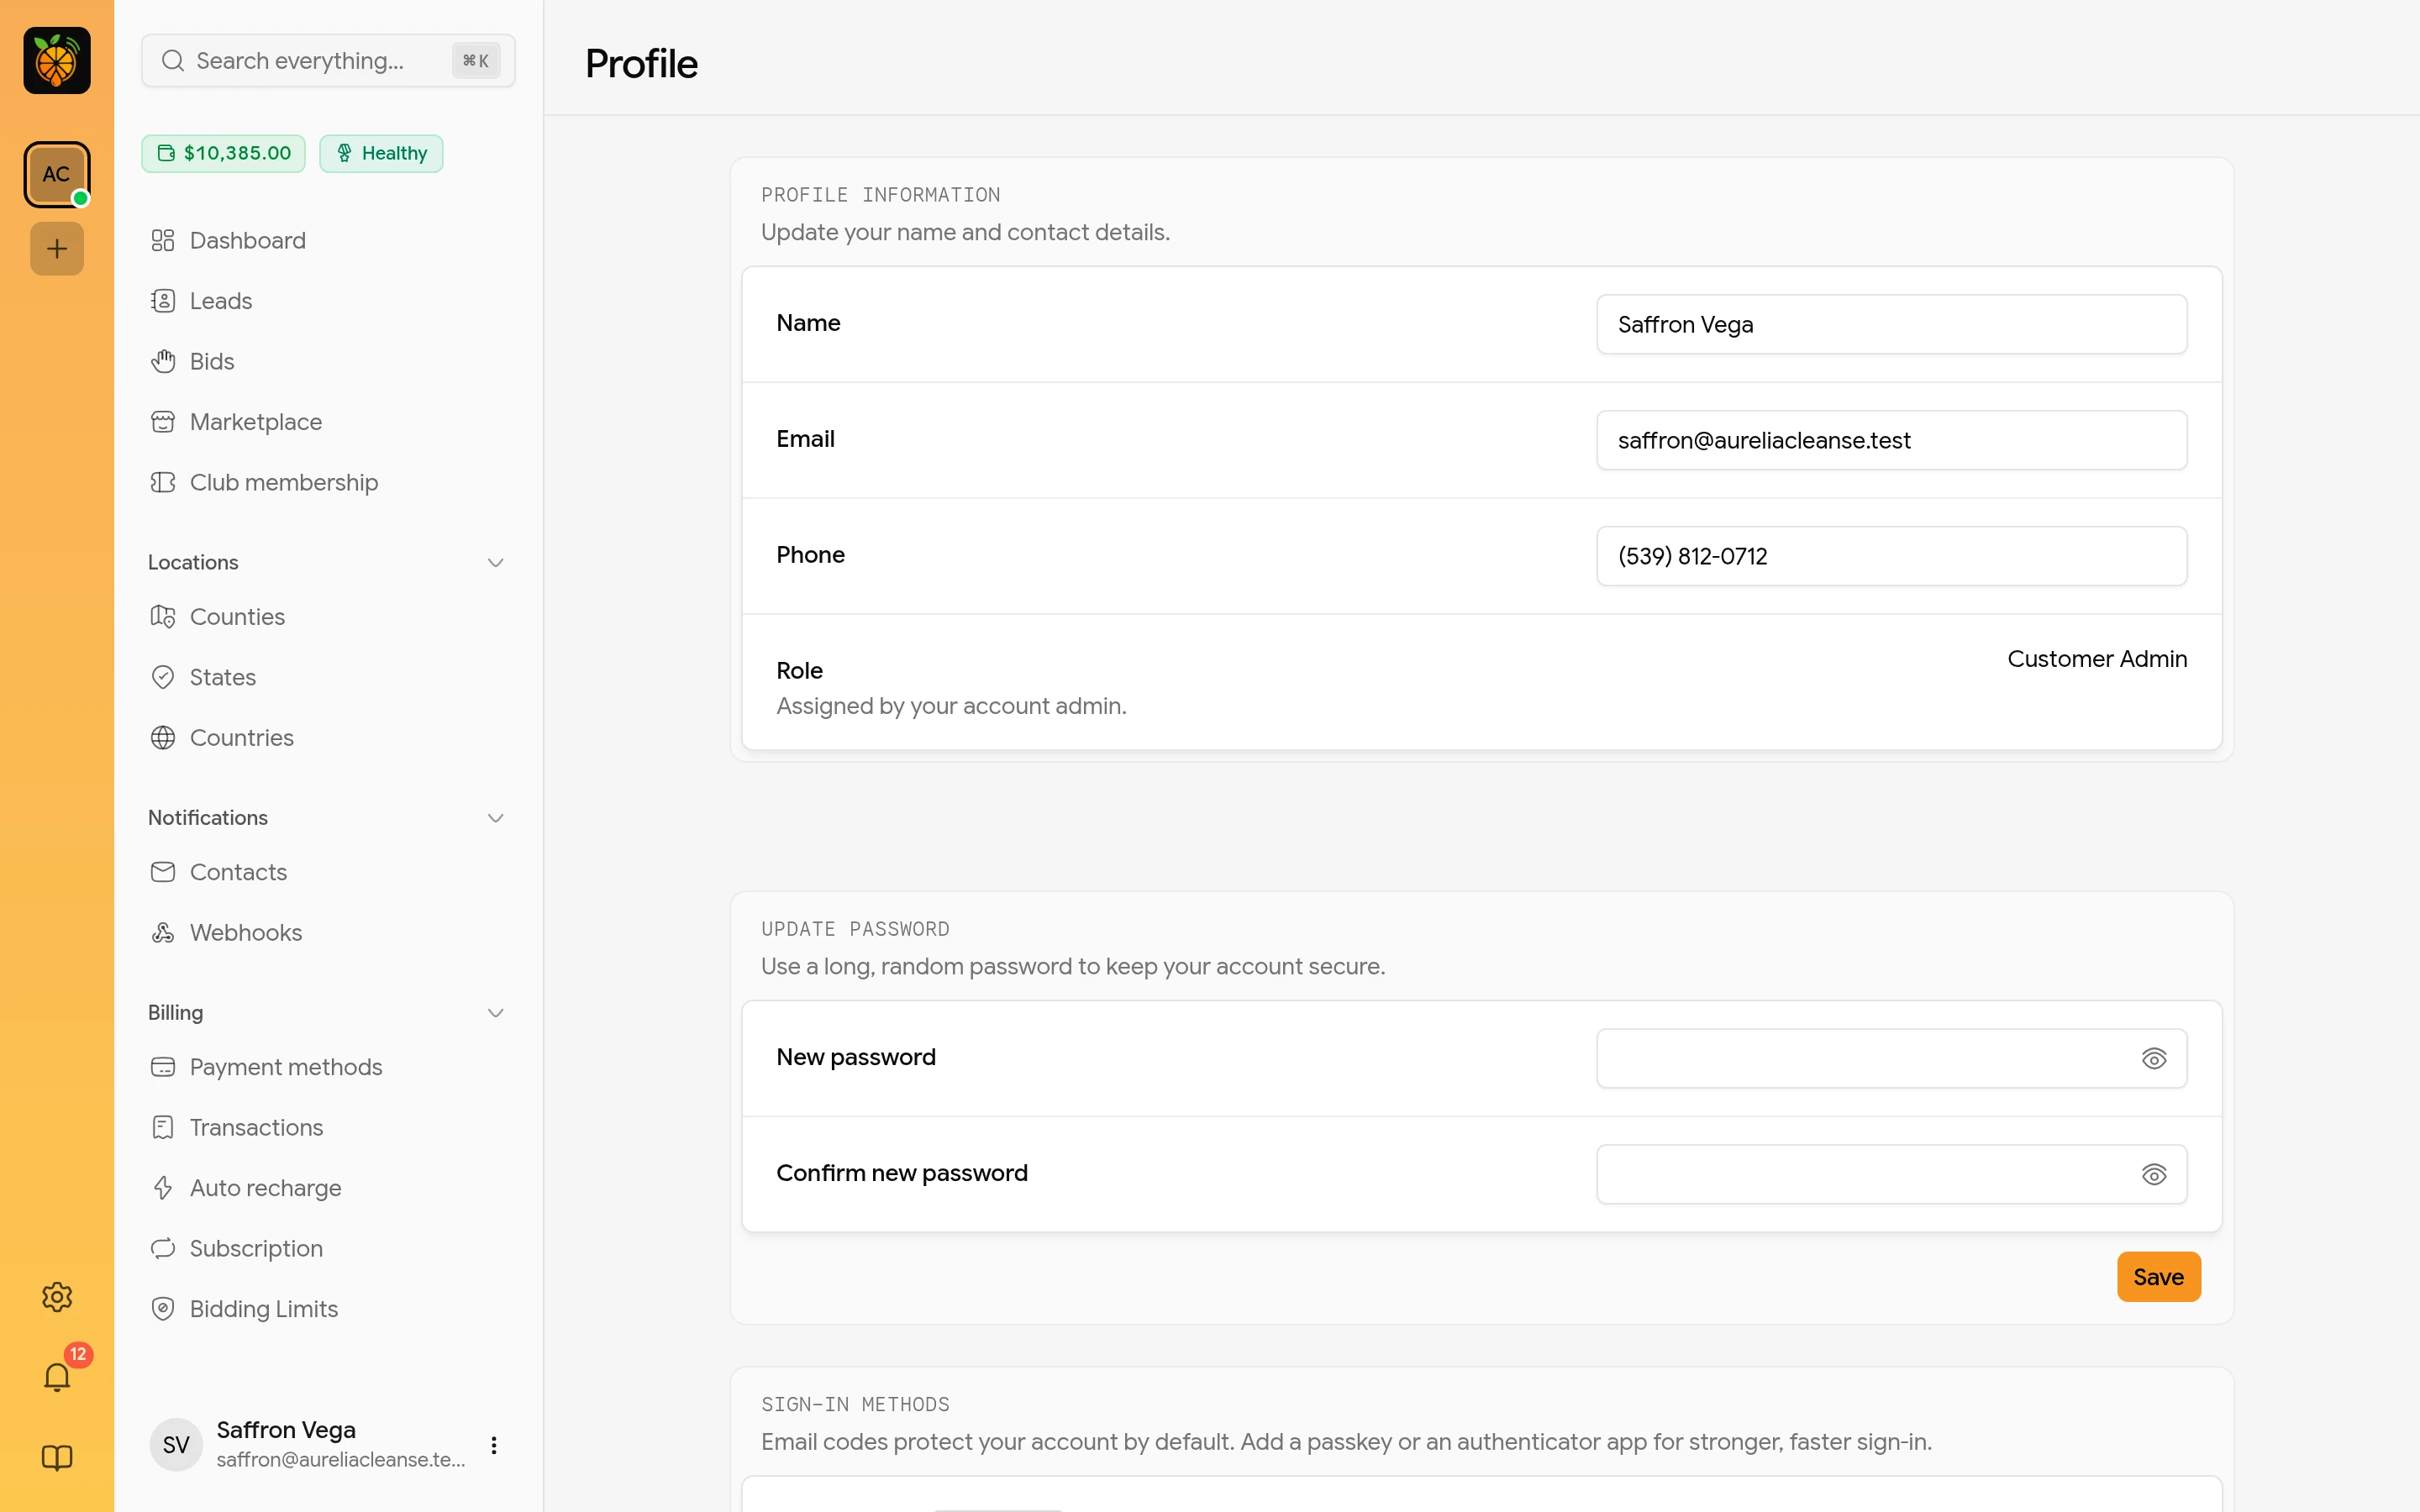 Search everything...
⌘K
$10,385.00
Healthy
AC
Dashboard
Leads
Bids
Marketplace
Club membership
Locations
Counties
States
Countries
Notifications
Contacts
Webhooks
Billing
Payment methods
Transactions
Auto recharge
Subscription
Bidding Limits
12
SV
Saffron Vega
saffron@aureliacleanse.te...
Profile
PROFILE INFORMATION
Update your name and contact details.
Name
Saffron Vega
Email
saffron@aureliacleanse.test
Phone
(539) 812-0712
Role
Customer Admin
Assigned by your account admin.
UPDATE PASSWORD
Use a long, random password to keep your account secure.
New password
Confirm new password
Save
SIGN-IN METHODS
Email codes protect your account by default. Add a passkey or an authenticator app for stronger, faster sign-in.